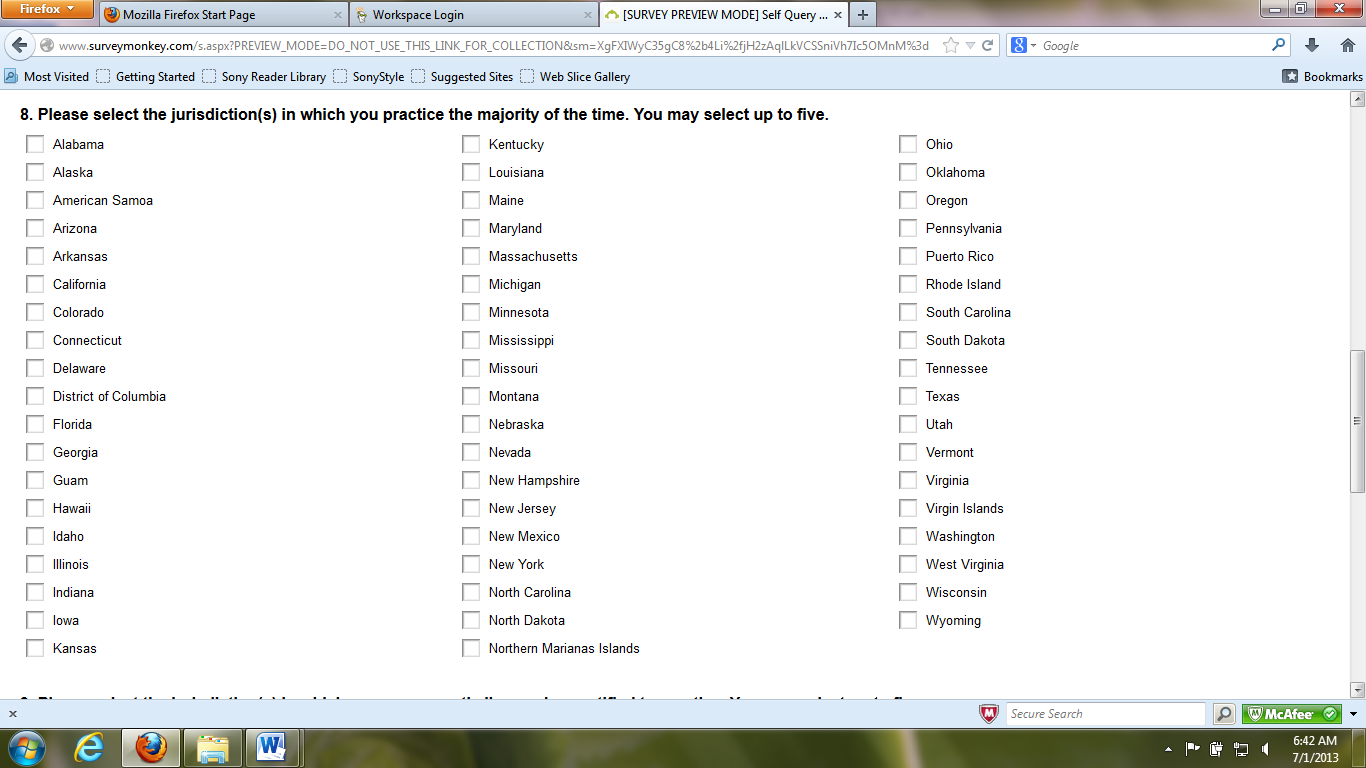 Firefox
Mozilla Firefox Start Page
Workspace Login
[SURVEY PREVIEW MODE] Self Query ...
www.surveymonkey.com/s.aspx?PREVIEW_MODE=DO_NOT_USE_THIS_LINK_FOR_COLLECTION&sm=XgFXIWyC35gC8%2b4Li%2fjH2zAqILkVCSSniVh7Ic5OMnM%3d
Google
Most Visited Getting Started Sony Reader Library SonyStyle Suggested Sites Web Slice Gallery Bookmarks
8. Please select the jurisdiction(s) in which you practice the majority of the time. You may select up to five.
Alabama
Alaska
American Samoa
Arizona
Arkansas
California
Colorado
Connecticut
Delaware
District of Columbia
Florida
Georgia
Guam
Hawaii
Idaho
Illinois
Indiana
Iowa
Kansas
Kentucky
Louisiana
Maine
Maryland
Massachusetts
Michigan
Minnesota
Mississippi
Missouri
Montana
Nebraska
Nevada
New Hampshire
New Jersey
New Mexico
New York
North Carolina
North Dakota
Northern Marianas Islands
Ohio
Oklahoma
Oregon
Pennsylvania
Puerto Rico
Rhode Island
South Carolina
South Dakota
Tennessee
Texas
Utah
Vermont
Virginia
Virgin Islands
Washington
West Virginia
Wisconsin
Wyoming
Secure Search
McAfee
6:42 AM
7/1/2013